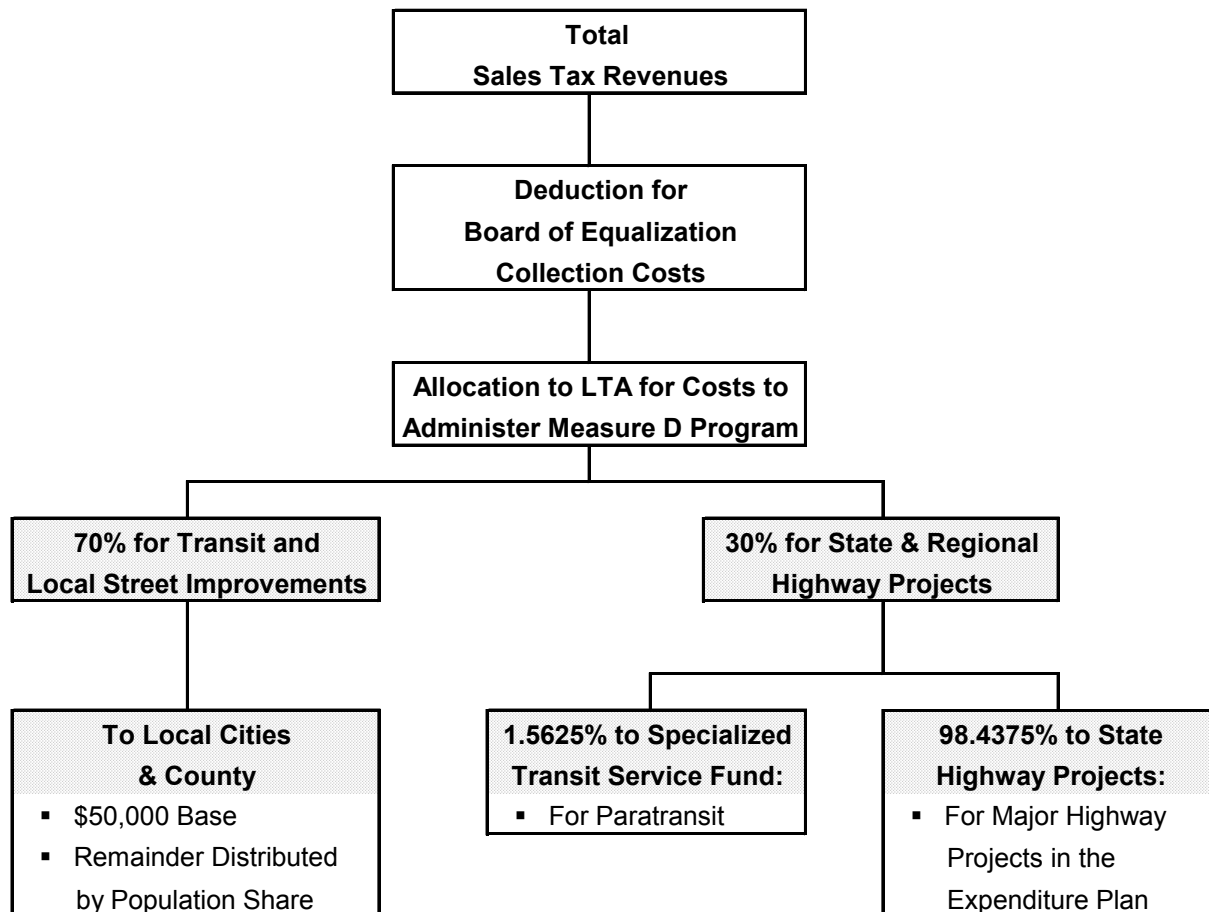 Total
Sales Tax Revenues
Deduction for
Board of Equalization
Collection Costs
Allocation to LTA for Costs to
Administer Measure D Program
70% for Transit and
Local Street Improvements
30% for State & Regional
Highway Projects
To Local Cities
& County
▪ $50,000 Base
▪ Remainder Distributed
by Population Share
1.5625% to Specialized
Transit Service Fund:
▪ For Paratransit
98.4375% to State
Highway Projects:
▪ For Major Highway
Projects in the
Expenditure Plan